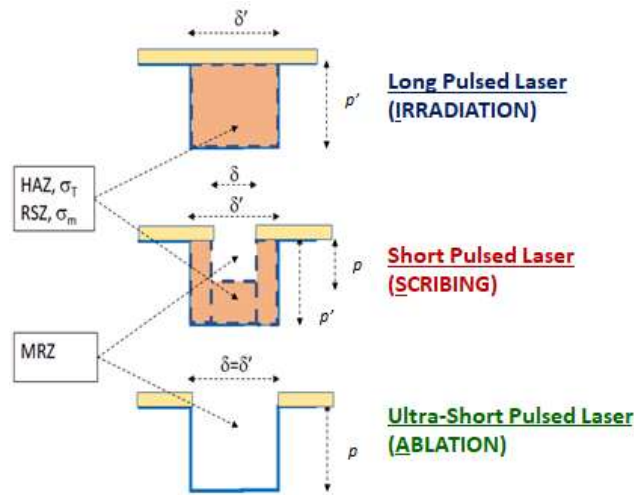 δ'
p'
Long Pulsed Laser
(IRRADIATION)
HAZ, σT
RSZ, σm
δ
δ'
p
p'
Short Pulsed Laser
(SCRIBING)
MRZ
δ=δ'
p
Ultra-Short Pulsed Laser
(ABLATION)